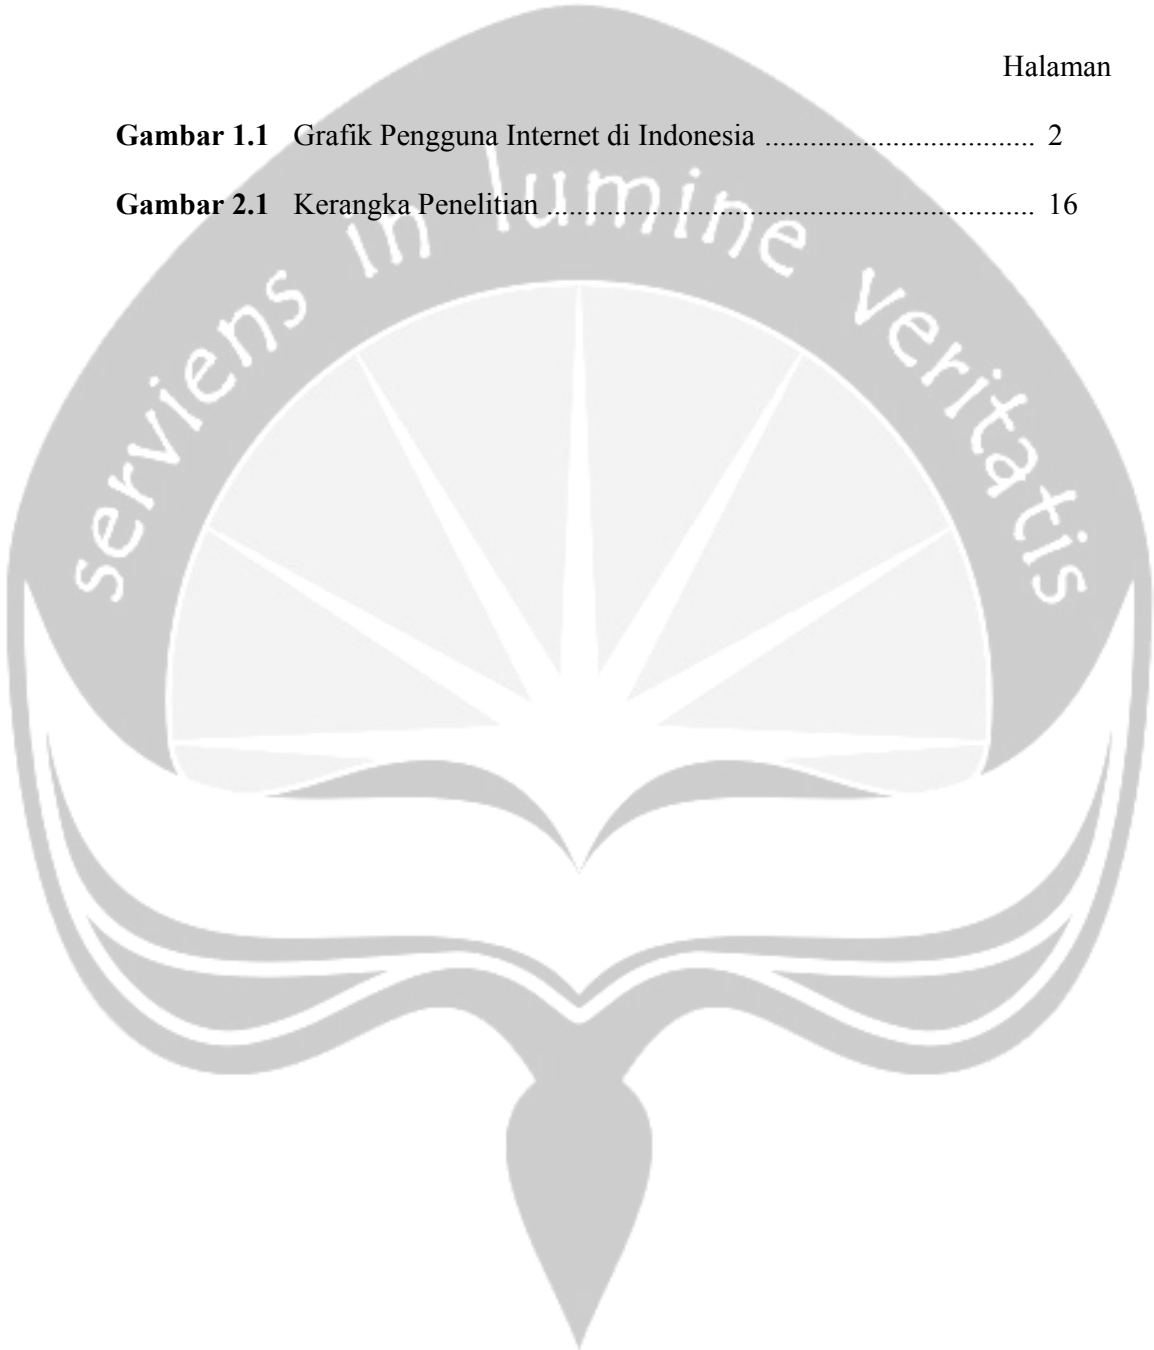 Halaman
Gambar 1.1 Grafik Pengguna Internet di Indonesia .................................... 2
Gambar 2.1 Kerangka Penelitian ................................................................. 16
serviens in lumine veritatis